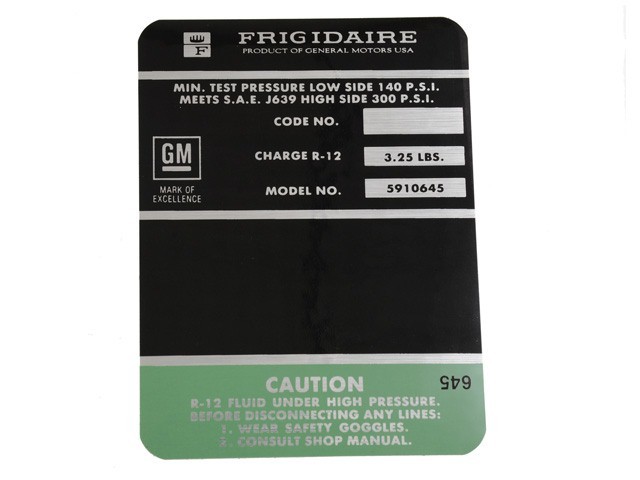 FRIGIDAIRE
F
PRODUCT OF GENERAL MOTORS USA
MIN. TEST PRESSURE LOW SIDE 140 P.S.I.
MEETS S.A.E. J639 HIGH SIDE 300 P.S.I.
CODE NO.
GM
MARK OF
EXCELLENCE
CHARGE R-12 3.25 LBS.
MODEL NO. 5910645
CAUTION
645
R-12 FLUID UNDER HIGH PRESSURE.
BEFORE DISCONNECTING ANY LINES:
1. WEAR SAFETY GOGGLES.
2. CONSULT SHOP MANUAL.